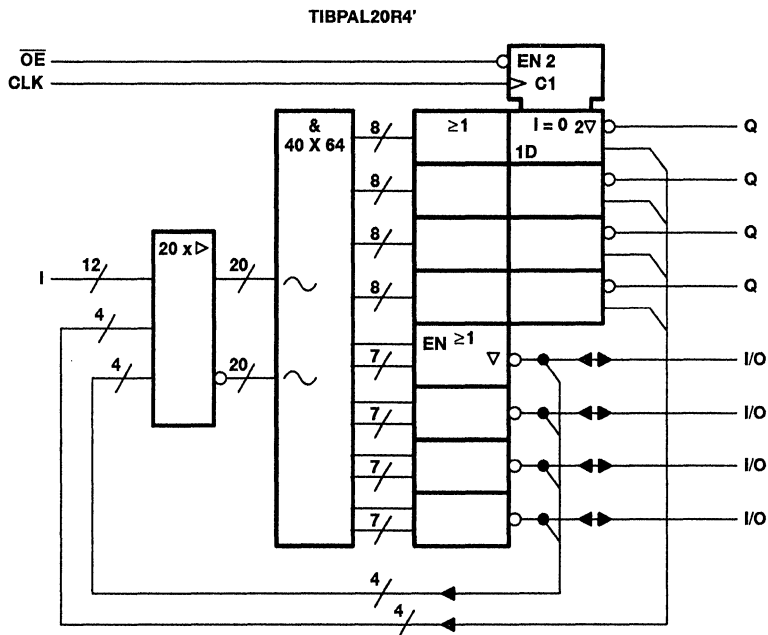 TIBPAL20R4'
OE
CLK
EN 2
C1
&
40 X 64
8
≥1
I = 0 2▽
1D
Q
8
Q
8
Q
8
Q
20 x ▷
I
12
20
4
4
20
EN ≥1
▽
7
I/O
7
I/O
7
I/O
7
I/O
4
4